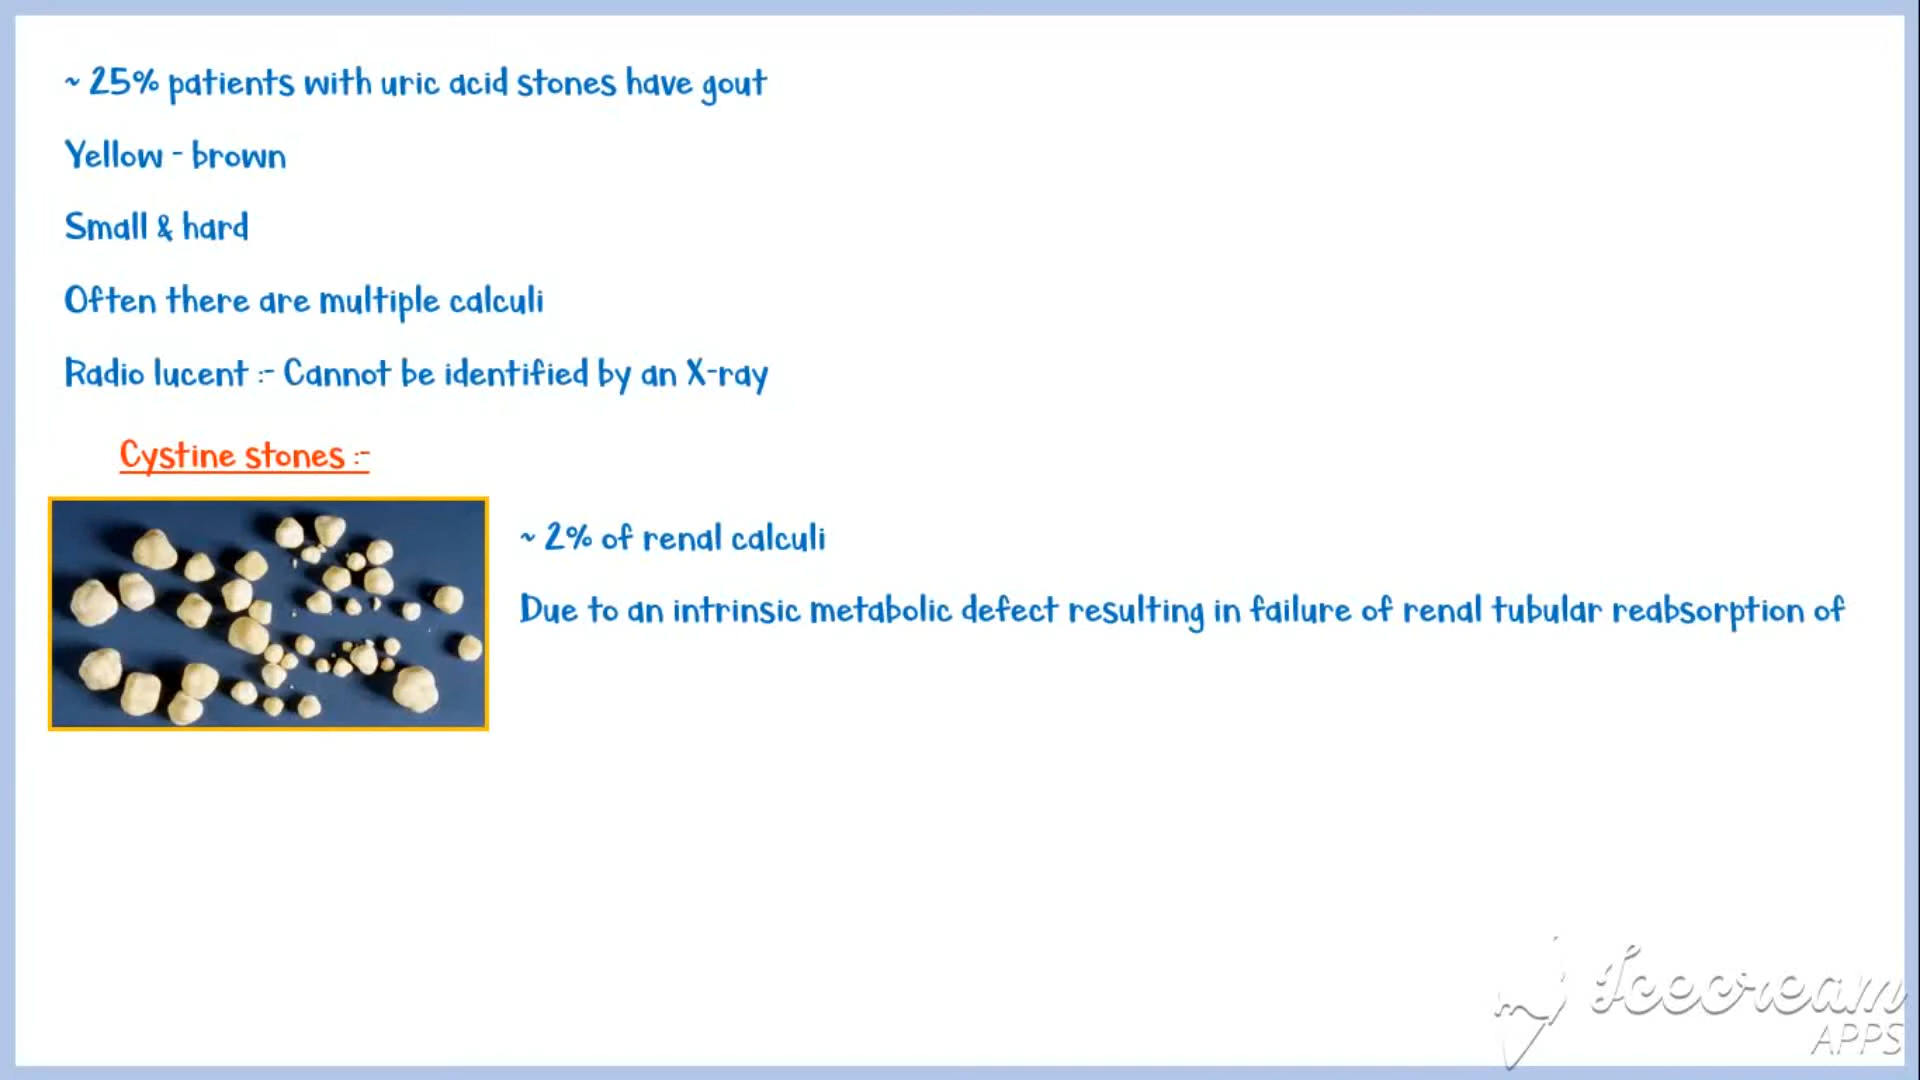 ~ 25% patients with uric acid stones have gout
Yellow - brown
Small & hard
Often there are multiple calculi
Radio lucent :- Cannot be identified by an X-ray
Cystine stones :-
~ 2% of renal calculi
Due to an intrinsic metabolic defect resulting in failure of renal tubular reabsorption of
Icecream
APPS